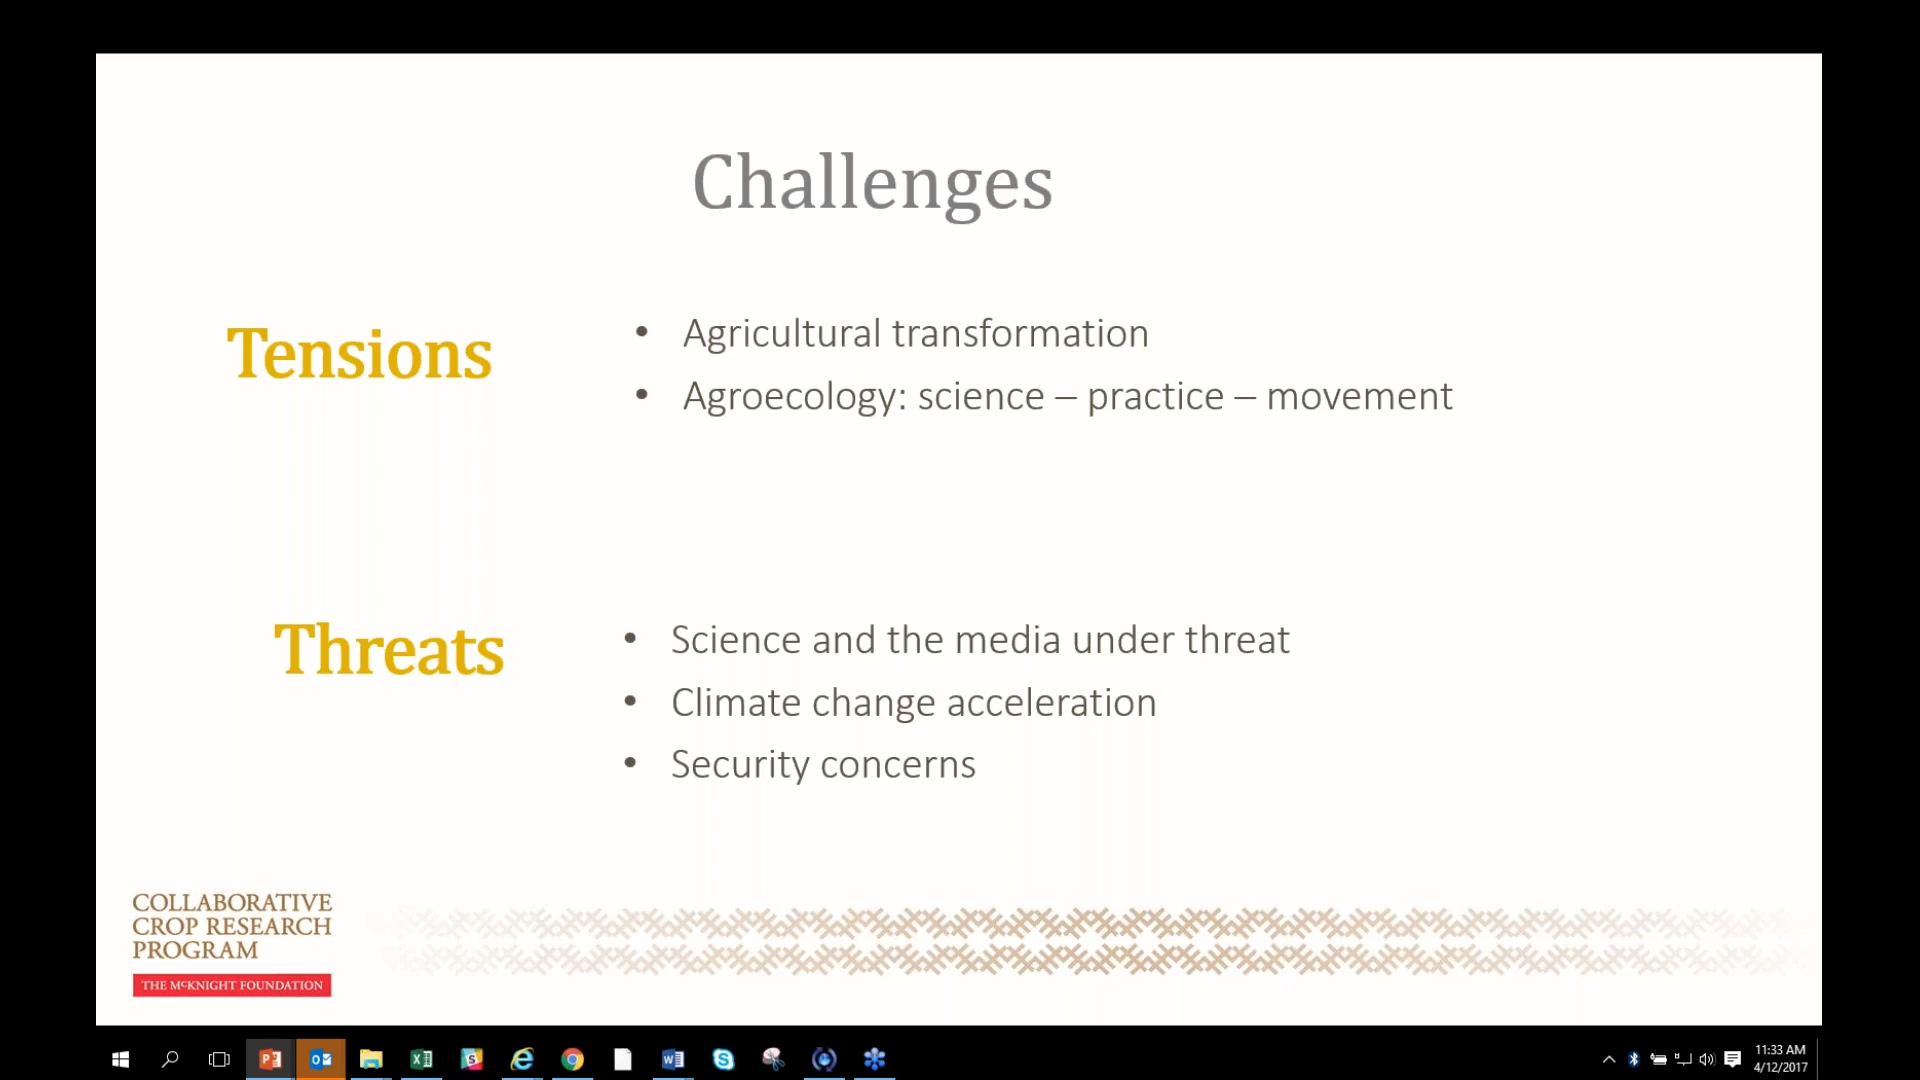 Challenges
Tensions
• Agricultural transformation
• Agroecology: science – practice – movement
Threats
• Science and the media under threat
• Climate change acceleration
• Security concerns
COLLABORATIVE
CROP RESEARCH
PROGRAM
THE McKNIGHT FOUNDATION
11:33 AM
4/12/2017